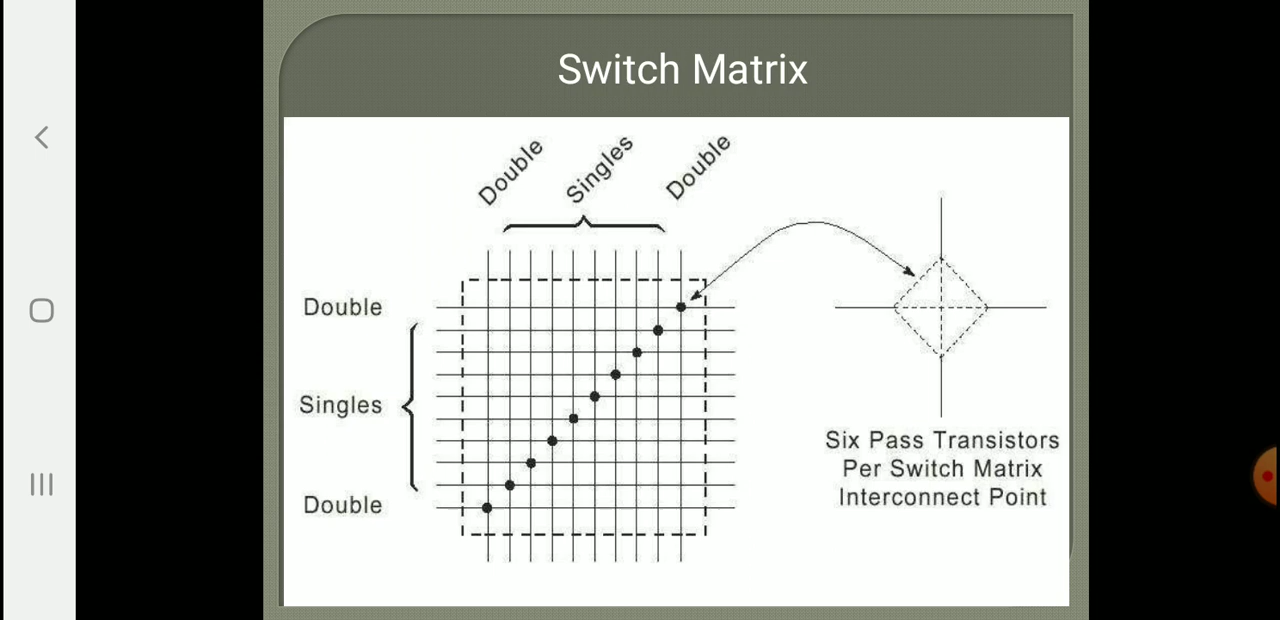 Switch Matrix
Double
Singles
Double
Double
Singles
Double
Six Pass Transistors
Per Switch Matrix
Interconnect Point